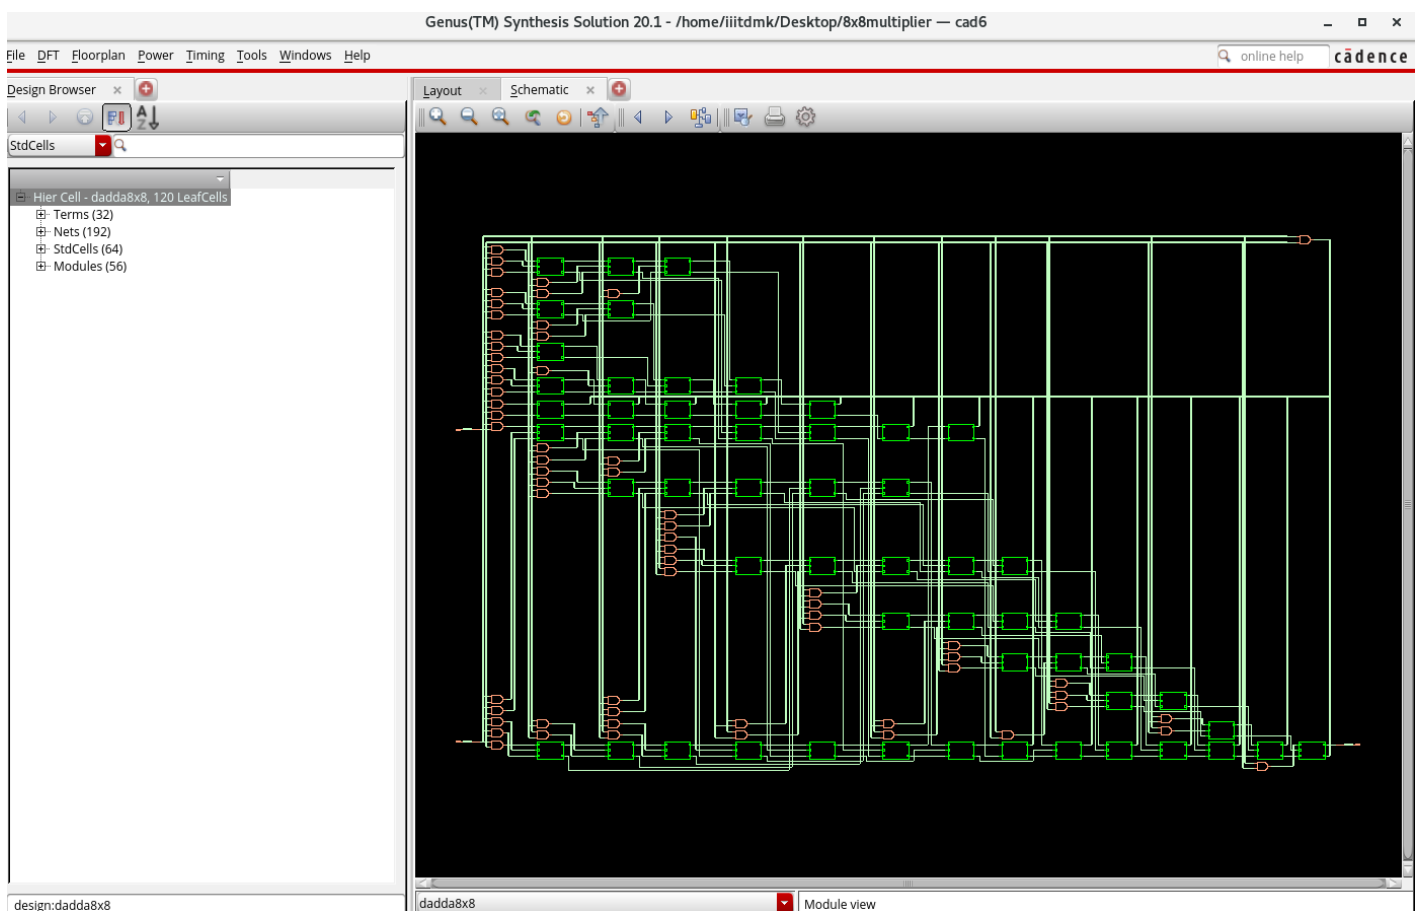 Genus(TM) Synthesis Solution 20.1 - /home/iiitdmk/Desktop/8x8multiplier — cad6
File DFT Floorplan Power Timing Tools Windows Help
online help
cādence
Design Browser
Layout
Schematic
StdCells
Hier Cell - dadda8x8, 120 LeafCells
Terms (32)
Nets (192)
StdCells (64)
Modules (56)
design:dadda8x8
dadda8x8
Module view